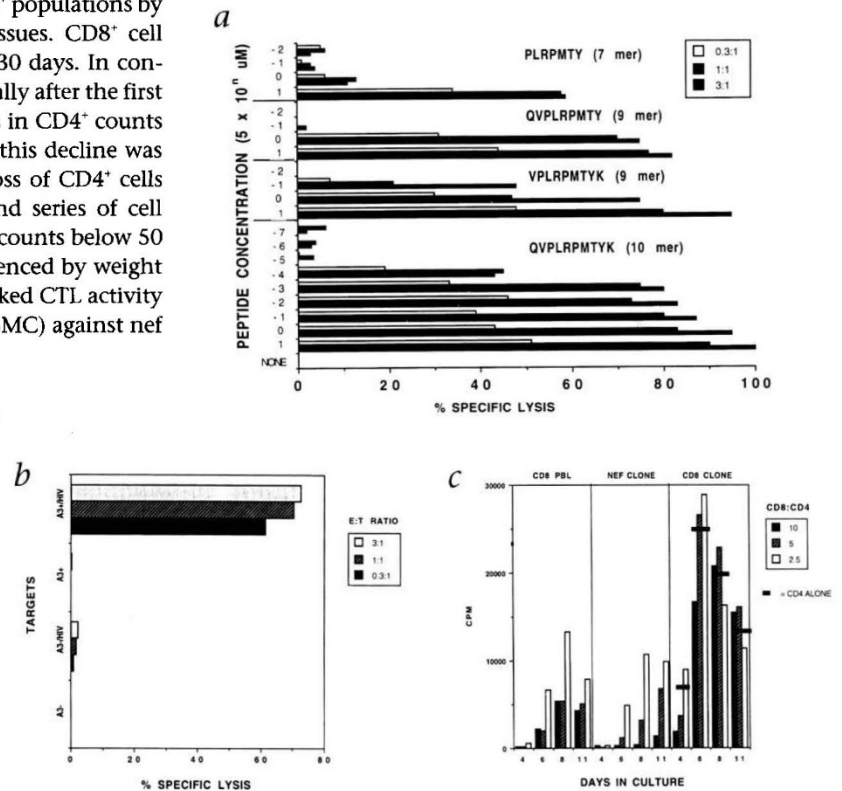 ⁺ populations by
ssues. CD8⁺ cell
30 days. In con-
ally after the first
s in CD4⁺ counts
this decline was
oss of CD4⁺ cells
nd series of cell
counts below 50
enced by weight
ked CTL activity
MC) against nef
a
PEPTIDE CONCENTRATION (5 x 10ⁿ uM)
PLRPMTY (7 mer)
-2
-1
0
1
QVPLRPMTY (9 mer)
-2
-1
0
1
VPLRPMTYK (9 mer)
-2
-1
0
1
QVPLRPMTYK (10 mer)
-7
-6
-5
-4
-3
-2
-1
0
1
NONE
0 20 40 60 80 100
% SPECIFIC LYSIS
0.3:1
1:1
3:1
b
TARGETS
A3+/HIV
A3+
A3-/HIV
A3-
0 20 40 60 80
% SPECIFIC LYSIS
E:T RATIO
3:1
1:1
0.3:1
c
CD8 PBL NEF CLONE CD8 CLONE
CPM
30000
20000
10000
0
4 6 8 11 4 6 8 11 4 6 8 11
DAYS IN CULTURE
CD8:CD4
10
5
2.5
= CD4 ALONE